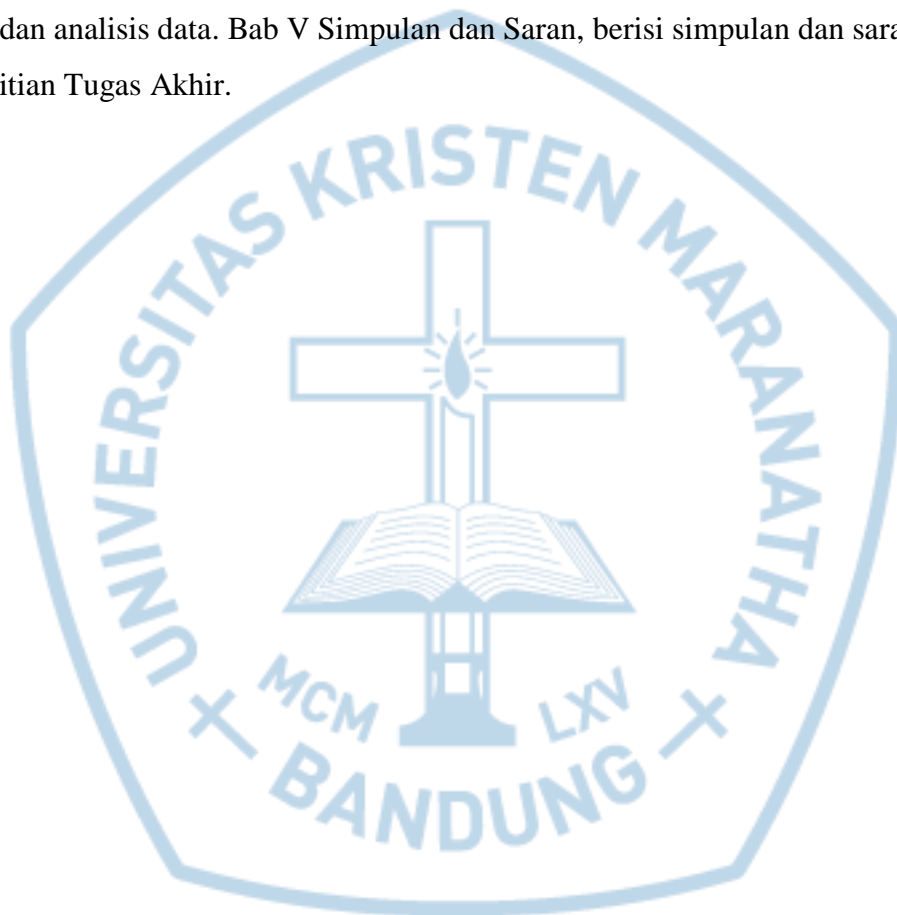 dan analisis data. Bab V Simpulan dan Saran, berisi simpulan dan
itian Tugas Akhir.
UNIVERSITAS KRISTEN MARANATHA
MCM LXV
BANDUNG